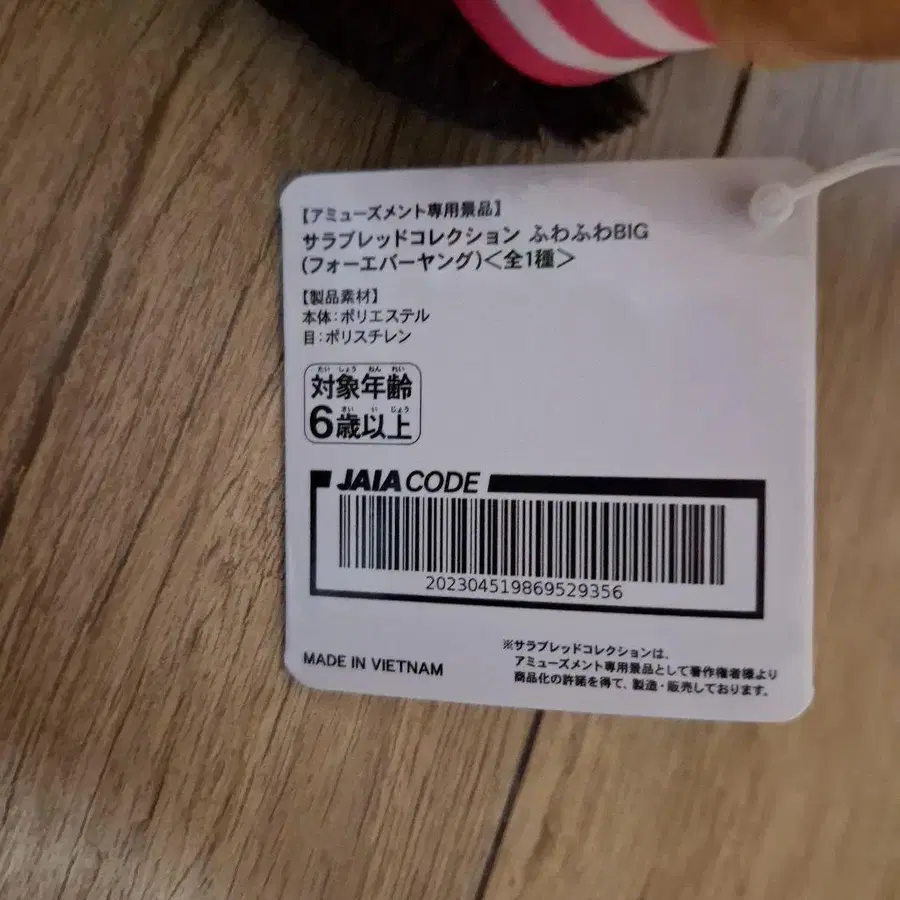 【アミューズメント専用景品】
サラブレッドコレクション ふわふわBIG
(フォーエバーヤング)<全1種>
【製品素材】
本体:ポリエステル
目:ポリスチレン
たい しょう ねん れい
対象年齢
さい い じょう
6歳以上
JAIA CODE
202304519869529356
MADE IN VIETNAM
※サラブレッドコレクションは、
アミューズメント専用景品として著作権者様より
商品化の許諾を得て、製造・販売しております。